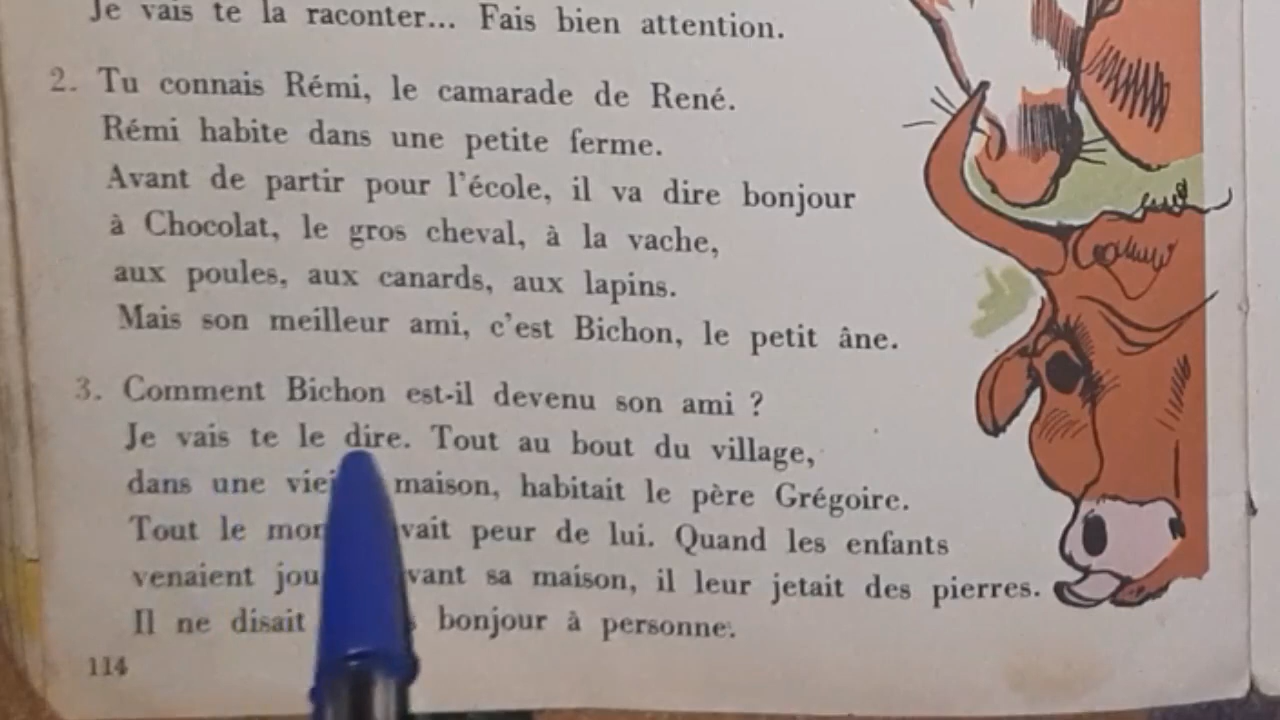 Je vais te la raconter... Fais bien attention.
2. Tu connais Rémi, le camarade de René.
Rémi habite dans une petite ferme.
Avant de partir pour l'école, il va dire bonjour
à Chocolat, le gros cheval, à la vache,
aux poules, aux canards, aux lapins.
Mais son meilleur ami, c'est Bichon, le petit âne.
3. Comment Bichon est-il devenu son ami ?
Je vais te le dire. Tout au bout du village,
dans une maison, habitait le père Grégoire.
Tout le peur de lui. Quand les enfants
venaient sa maison, il leur jetait des pierres.
Il ne disait bonjour à personne.
114